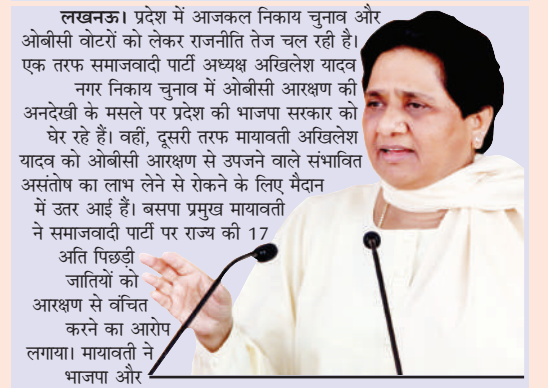 लखनऊ। प्रदेश में आजकल निकाय चुनाव और
ओबीसी वोटरों को लेकर राजनीति तेज चल रही है।
एक तरफ समाजवादी पार्टी अध्यक्ष अखिलेश यादव
नगर निकाय चुनाव में ओबीसी आरक्षण की
अनदेखी के मसले पर प्रदेश की भाजपा सरकार को
घेर रहे हैं। वहीं, दूसरी तरफ मायावती अखिलेश
यादव को ओबीसी आरक्षण से उपजने वाले संभावित
असंतोष का लाभ लेने से रोकने के लिए मैदान
में उतर आई हैं। बसपा प्रमुख मायावती
ने समाजवादी पार्टी पर राज्य की 17
अति पिछड़ी
जातियों को
आरक्षण से वंचित
करने का आरोप
लगाया। मायावती ने
भाजपा और